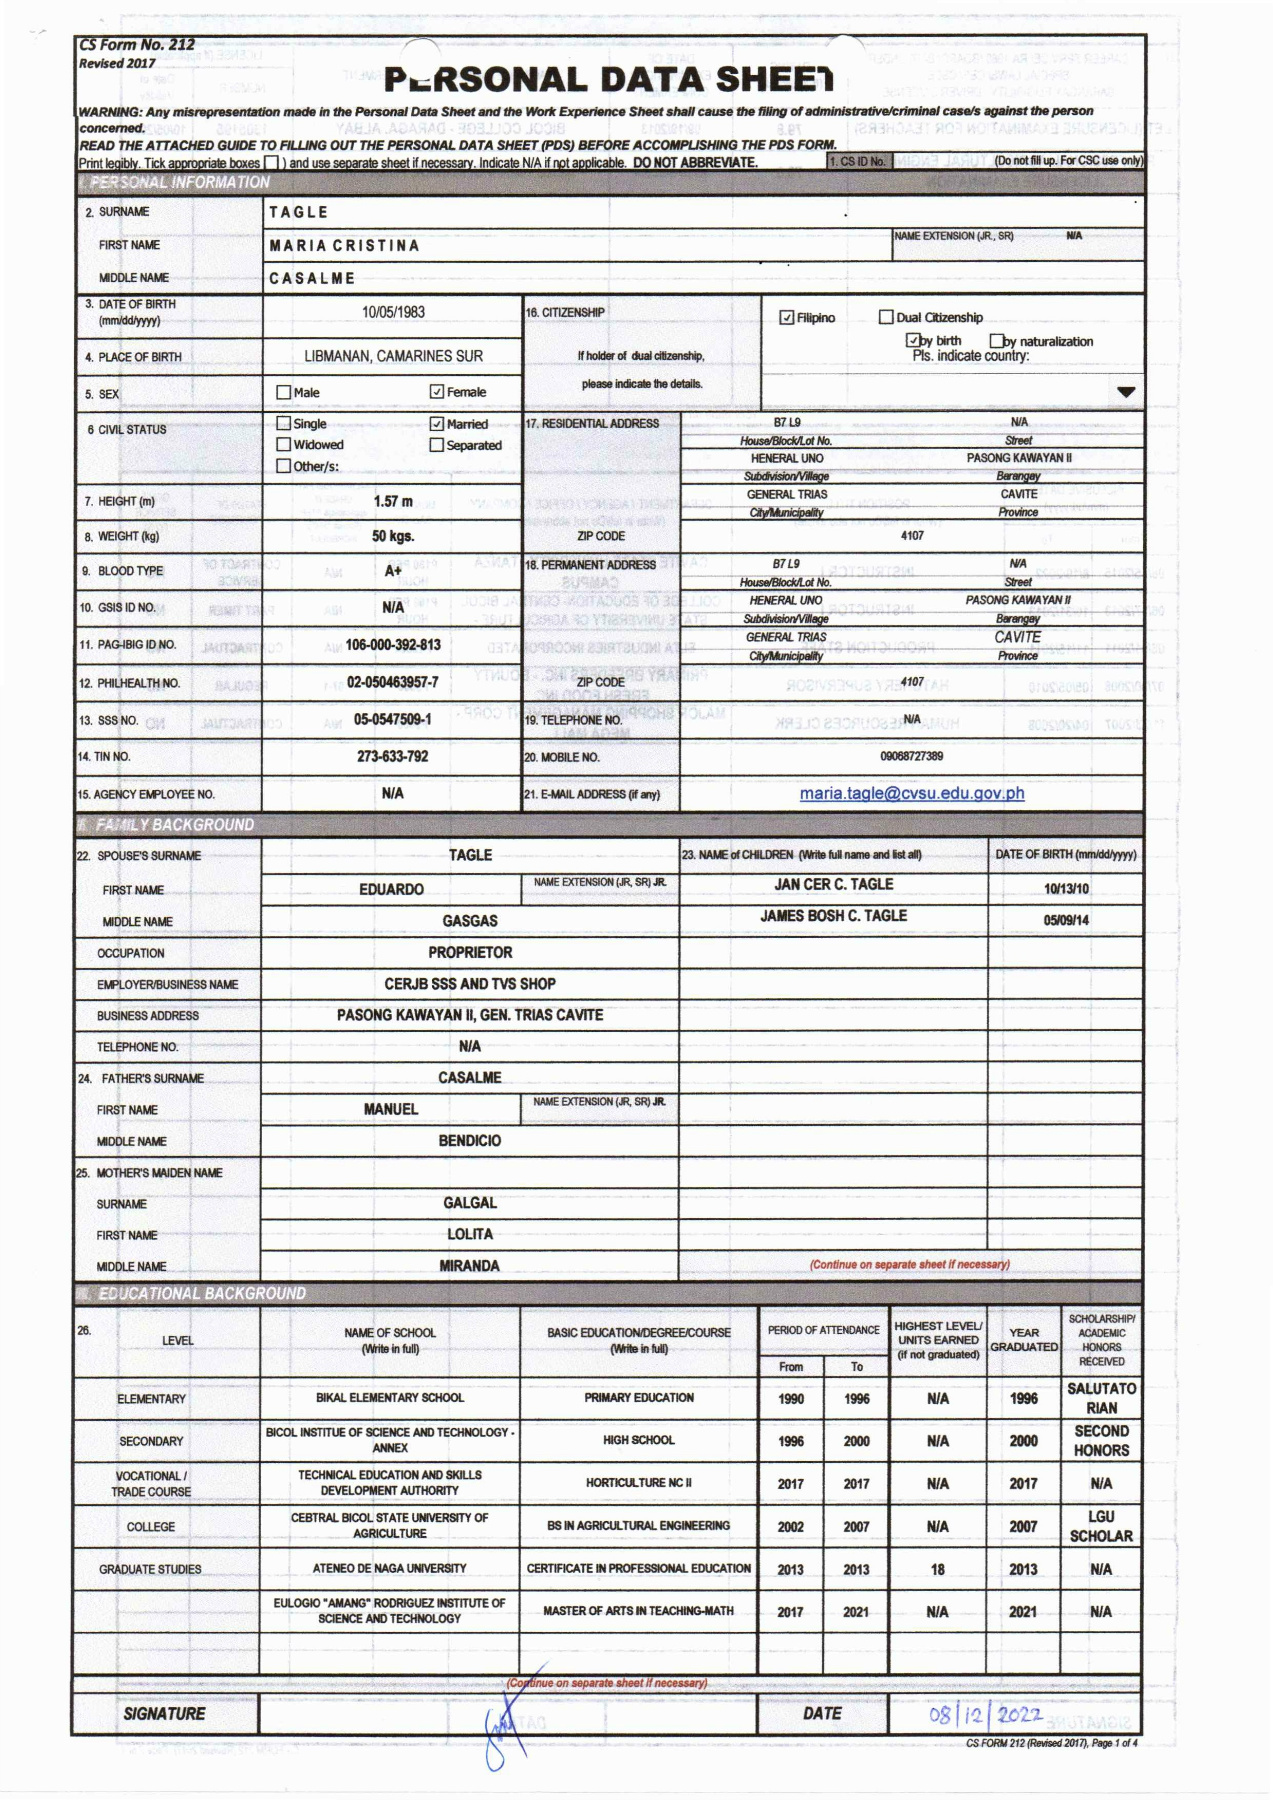 CS Form No. 212
Revised 2017
PERSONAL DATA SHEET
WARNING: Any misrepresentation made in the Personal Data Sheet and the Work Experience Sheet shall cause the filing of administrative/criminal case/s against the person concerned.
READ THE ATTACHED GUIDE TO FILLING OUT THE PERSONAL DATA SHEET (PDS) BEFORE ACCOMPLISHING THE PDS FORM.
Print legibly. Tick appropriate boxes ☐ ) and use separate sheet if necessary. Indicate N/A if not applicable. DO NOT ABBREVIATE. 1. CS ID No. (Do not fill up. For CSC use only)
I. PERSONAL INFORMATION
2. SURNAME TAGLE
FIRST NAME MARIA CRISTINA NAME EXTENSION (JR., SR) N/A
MIDDLE NAME CASALME
3. DATE OF BIRTH (mm/dd/yyyy) 10/05/1983 16. CITIZENSHIP ☑ Filipino ☐ Dual Citizenship
☑ by birth ☐ by naturalization
4. PLACE OF BIRTH LIBMANAN, CAMARINES SUR If holder of dual citizenship, Pls. indicate country:
please indicate the details.
5. SEX ☐ Male ☑ Female
6 CIVIL STATUS ☐ Single ☑ Married
☐ Widowed ☐ Separated
☐ Other/s:
17. RESIDENTIAL ADDRESS B7 L9 N/A
House/Block/Lot No. Street
HENERAL UNO PASONG KAWAYAN II
Subdivision/Village Barangay
7. HEIGHT (m) 1.57 m GENERAL TRIAS CAVITE
City/Municipality Province
8. WEIGHT (kg) 50 kgs. ZIP CODE 4107
9. BLOOD TYPE A+ 18. PERMANENT ADDRESS B7 L9 N/A
House/Block/Lot No. Street
10. GSIS ID NO. N/A HENERAL UNO PASONG KAWAYAN II
Subdivision/Village Barangay
11. PAG-IBIG ID NO. 106-000-392-813 GENERAL TRIAS CAVITE
City/Municipality Province
12. PHILHEALTH NO. 02-050463957-7 ZIP CODE 4107
13. SSS NO. 05-0547509-1 19. TELEPHONE NO. N/A
14. TIN NO. 273-633-792 20. MOBILE NO. 09068727389
15. AGENCY EMPLOYEE NO. N/A 21. E-MAIL ADDRESS (if any) maria.tagle@cvsu.edu.gov.ph
II. FAMILY BACKGROUND
22. SPOUSE'S SURNAME TAGLE 23. NAME of CHILDREN (Write full name and list all) DATE OF BIRTH (mm/dd/yyyy)
FIRST NAME EDUARDO NAME EXTENSION (JR, SR) JR. JAN CER C. TAGLE 10/13/10
MIDDLE NAME GASGAS JAMES BOSH C. TAGLE 05/09/14
OCCUPATION PROPRIETOR
EMPLOYER/BUSINESS NAME CERJB SSS AND TVS SHOP
BUSINESS ADDRESS PASONG KAWAYAN II, GEN. TRIAS CAVITE
TELEPHONE NO. N/A
24. FATHER'S SURNAME CASALME
FIRST NAME MANUEL NAME EXTENSION (JR, SR) JR.
MIDDLE NAME BENDICIO
25. MOTHER'S MAIDEN NAME
SURNAME GALGAL
FIRST NAME LOLITA
MIDDLE NAME MIRANDA (Continue on separate sheet if necessary)
III. EDUCATIONAL BACKGROUND
26. LEVEL NAME OF SCHOOL (Write in full) BASIC EDUCATION/DEGREE/COURSE (Write in full) PERIOD OF ATTENDANCE From To HIGHEST LEVEL/ UNITS EARNED (if not graduated) YEAR GRADUATED SCHOLARSHIP/ ACADEMIC HONORS RECEIVED
ELEMENTARY BIKAL ELEMENTARY SCHOOL PRIMARY EDUCATION 1990 1996 N/A 1996 SALUTATO RIAN
SECONDARY BICOL INSTITUE OF SCIENCE AND TECHNOLOGY - ANNEX HIGH SCHOOL 1996 2000 N/A 2000 SECOND HONORS
VOCATIONAL / TRADE COURSE TECHNICAL EDUCATION AND SKILLS DEVELOPMENT AUTHORITY HORTICULTURE NC II 2017 2017 N/A 2017 N/A
COLLEGE CEBTRAL BICOL STATE UNIVERSITY OF AGRICULTURE BS IN AGRICULTURAL ENGINEERING 2002 2007 N/A 2007 LGU SCHOLAR
GRADUATE STUDIES ATENEO DE NAGA UNIVERSITY CERTIFICATE IN PROFESSIONAL EDUCATION 2013 2013 18 2013 N/A
EULOGIO "AMANG" RODRIGUEZ INSTITUTE OF SCIENCE AND TECHNOLOGY MASTER OF ARTS IN TEACHING-MATH 2017 2021 N/A 2021 N/A
(Continue on separate sheet if necessary)
SIGNATURE DATE 08/12/2022
CS FORM 212 (Revised 2017), Page 1 of 4